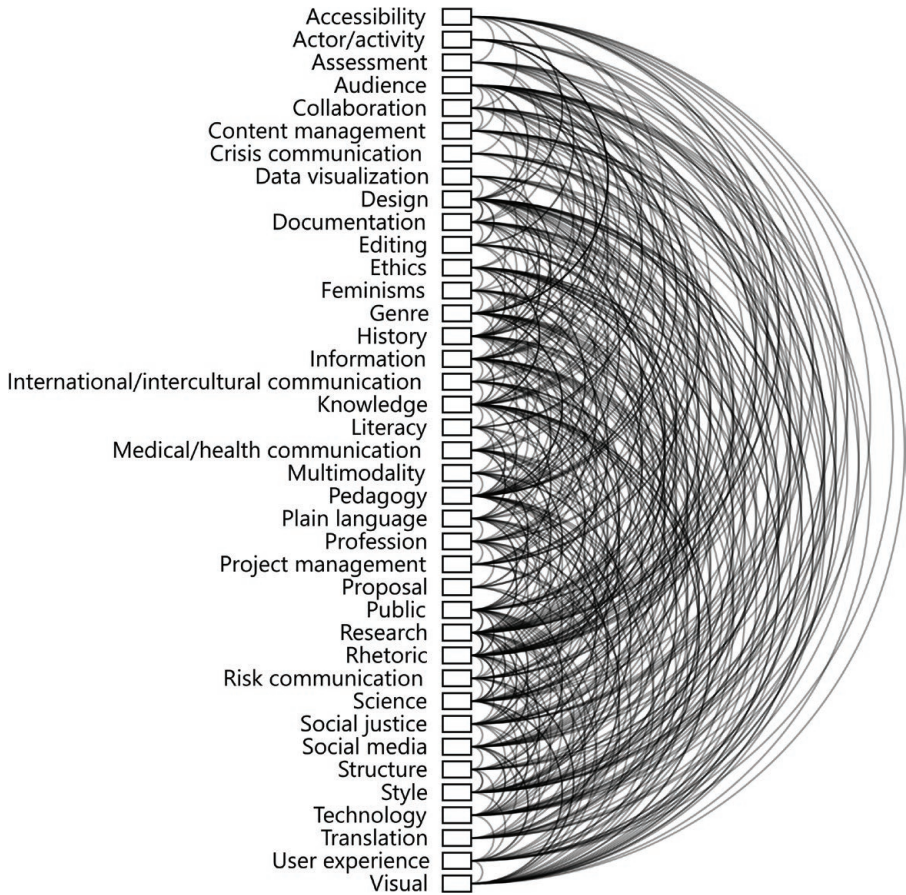 Accessibility
Actor/activity
Assessment
Audience
Collaboration
Content management
Crisis communication
Data visualization
Design
Documentation
Editing
Ethics
Feminisms
Genre
History
Information
International/intercultural communication
Knowledge
Literacy
Medical/health communication
Multimodality
Pedagogy
Plain language
Profession
Project management
Proposal
Public
Research
Rhetoric
Risk communication
Science
Social justice
Social media
Structure
Style
Technology
Translation
User experience
Visual